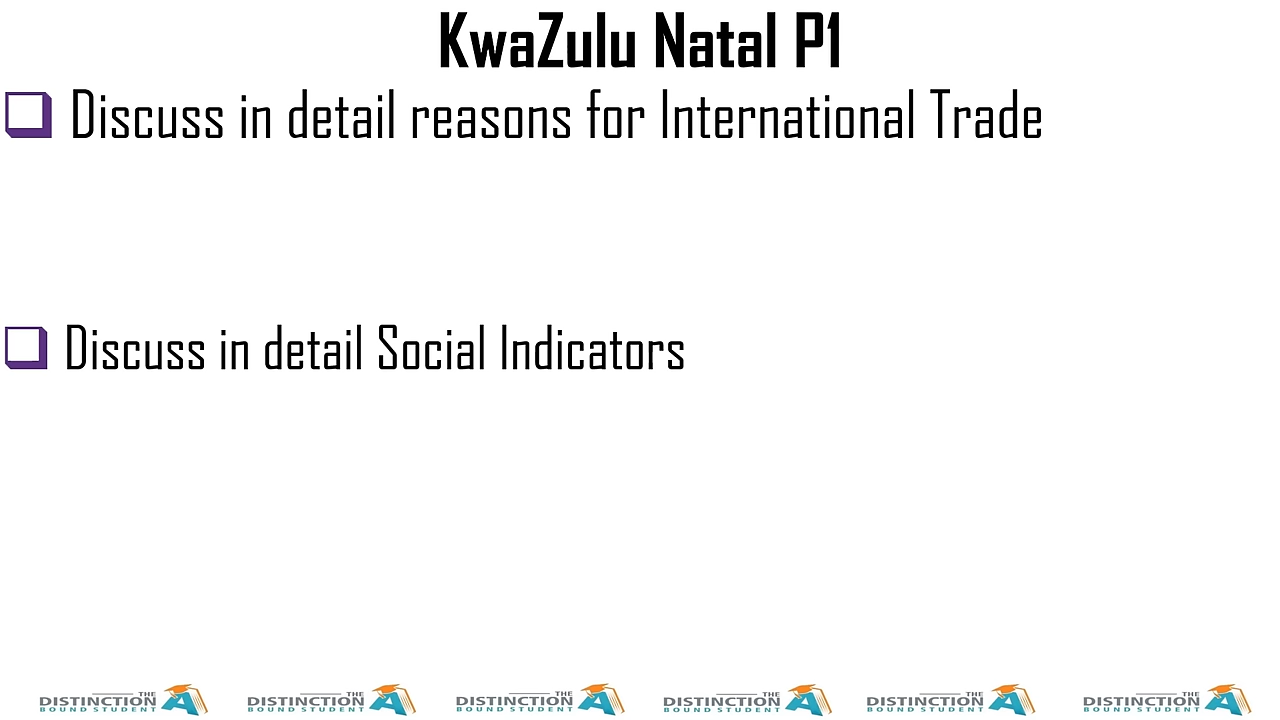 KwaZulu Natal P1
Discuss in detail reasons for International Trade
Discuss in detail Social Indicators
THE DISTINCTION BOUND STUDENT
THE DISTINCTION BOUND STUDENT
THE DISTINCTION BOUND STUDENT
THE DISTINCTION BOUND STUDENT
THE DISTINCTION BOUND STUDENT
THE DISTINCTION BOUND STUDENT